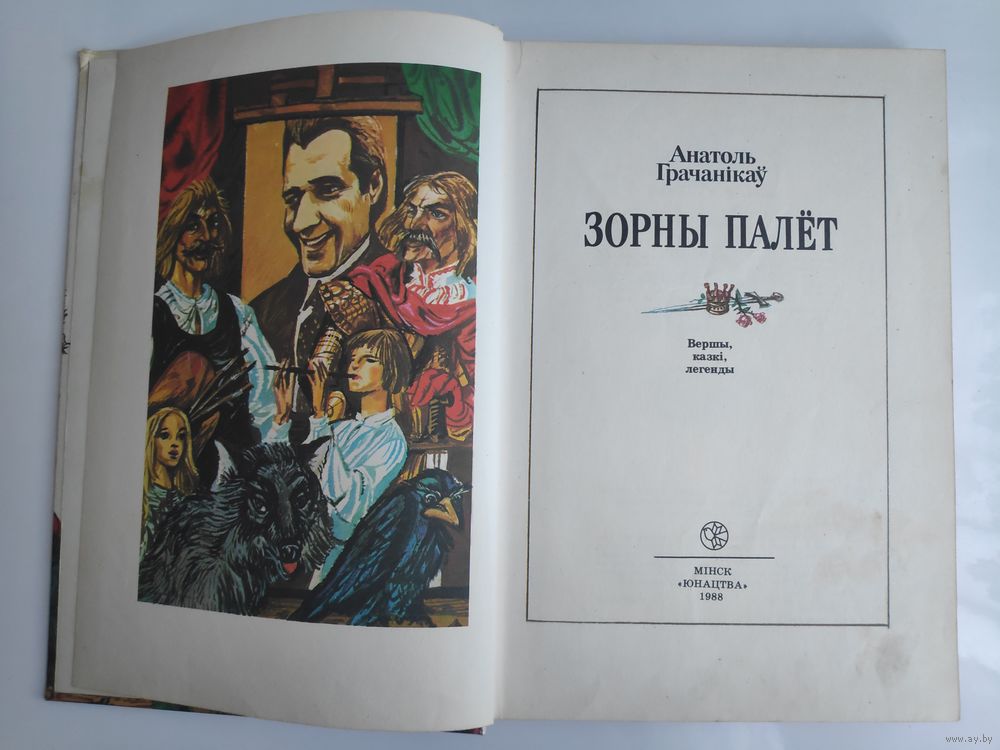 Анатоль
Грачанікаў
ЗОРНЫ ПАЛЁТ
Вершы,
казкі,
легенды
МІНСК
«ЮНАЦТВА»
1988
www.ay.by